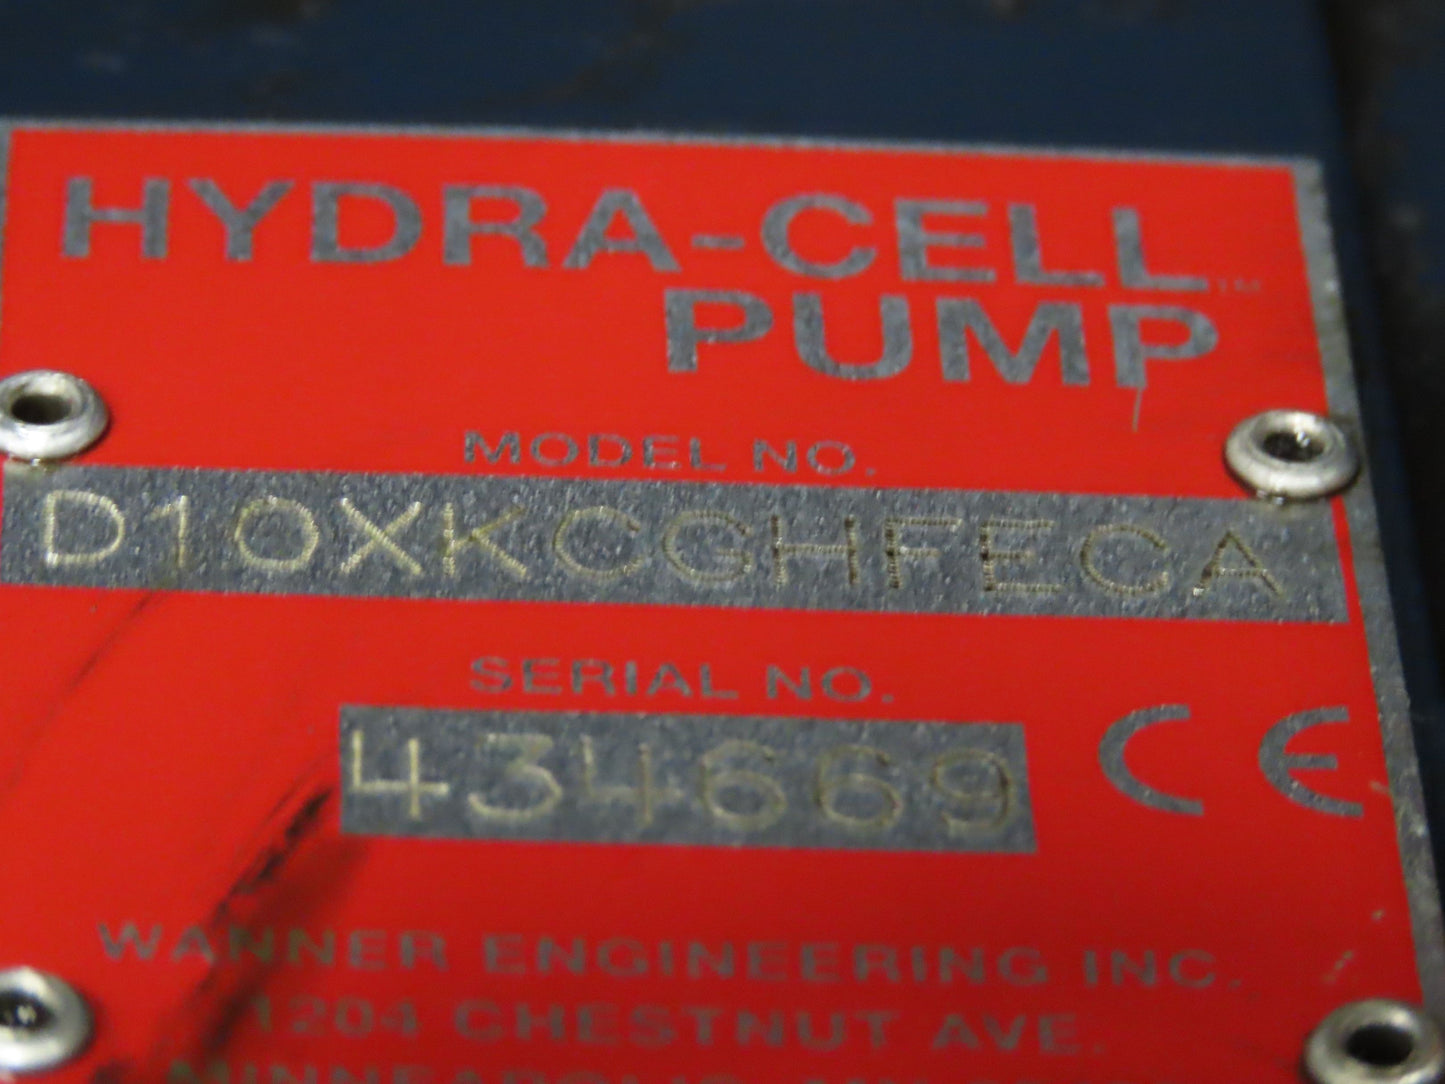 HYDRA-CELL™
PUMP
MODEL NO.
D10XKCGHFECA
SERIAL NO.
434669
CE
WANNER ENGINEERING INC.
1204 CHESTNUT AVE.